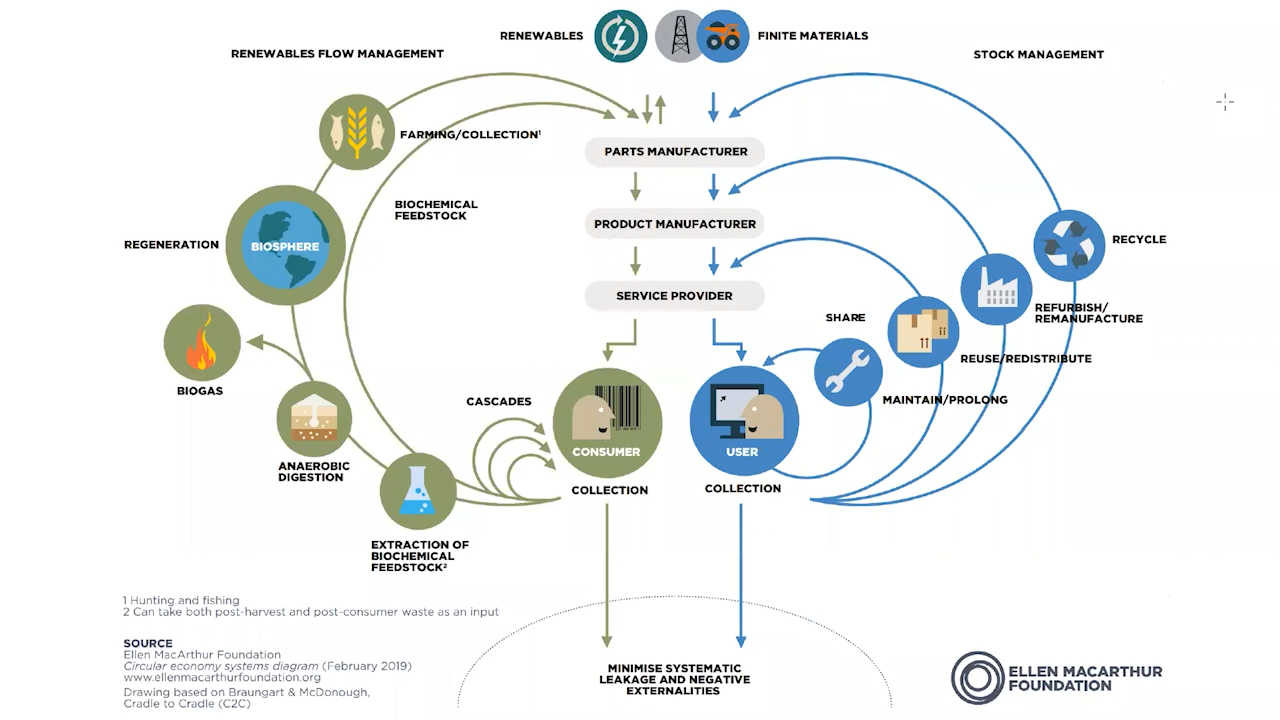 RENEWABLES
FINITE MATERIALS
RENEWABLES FLOW MANAGEMENT
STOCK MANAGEMENT
FARMING/COLLECTION¹
PARTS MANUFACTURER
BIOCHEMICAL
FEEDSTOCK
PRODUCT MANUFACTURER
REGENERATION
BIOSPHERE
RECYCLE
SERVICE PROVIDER
SHARE
REFURBISH/
REMANUFACTURE
REUSE/REDISTRIBUTE
BIOGAS
MAINTAIN/PROLONG
CASCADES
CONSUMER
USER
ANAEROBIC
DIGESTION
COLLECTION
COLLECTION
EXTRACTION OF
BIOCHEMICAL
FEEDSTOCK²
1 Hunting and fishing
2 Can take both post-harvest and post-consumer waste as an input
SOURCE
Ellen MacArthur Foundation
Circular economy systems diagram (February 2019)
www.ellenmacarthurfoundation.org
Drawing based on Braungart & McDonough,
Cradle to Cradle (C2C)
MINIMISE SYSTEMATIC
LEAKAGE AND NEGATIVE
EXTERNALITIES
ELLEN MACARTHUR
FOUNDATION